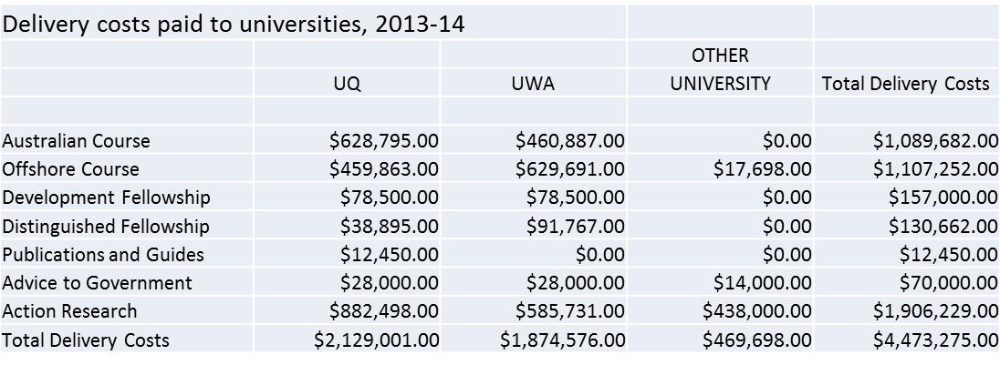 Delivery costs paid to universities, 2013-14
OTHER
UQ UWA UNIVERSITY Total Delivery Costs
Australian Course $628,795.00 $460,887.00 $0.00 $1,089,682.00
Offshore Course $459,863.00 $629,691.00 $17,698.00 $1,107,252.00
Development Fellowship $78,500.00 $78,500.00 $0.00 $157,000.00
Distinguished Fellowship $38,895.00 $91,767.00 $0.00 $130,662.00
Publications and Guides $12,450.00 $0.00 $0.00 $12,450.00
Advice to Government $28,000.00 $28,000.00 $14,000.00 $70,000.00
Action Research $882,498.00 $585,731.00 $438,000.00 $1,906,229.00
Total Delivery Costs $2,129,001.00 $1,874,576.00 $469,698.00 $4,473,275.00